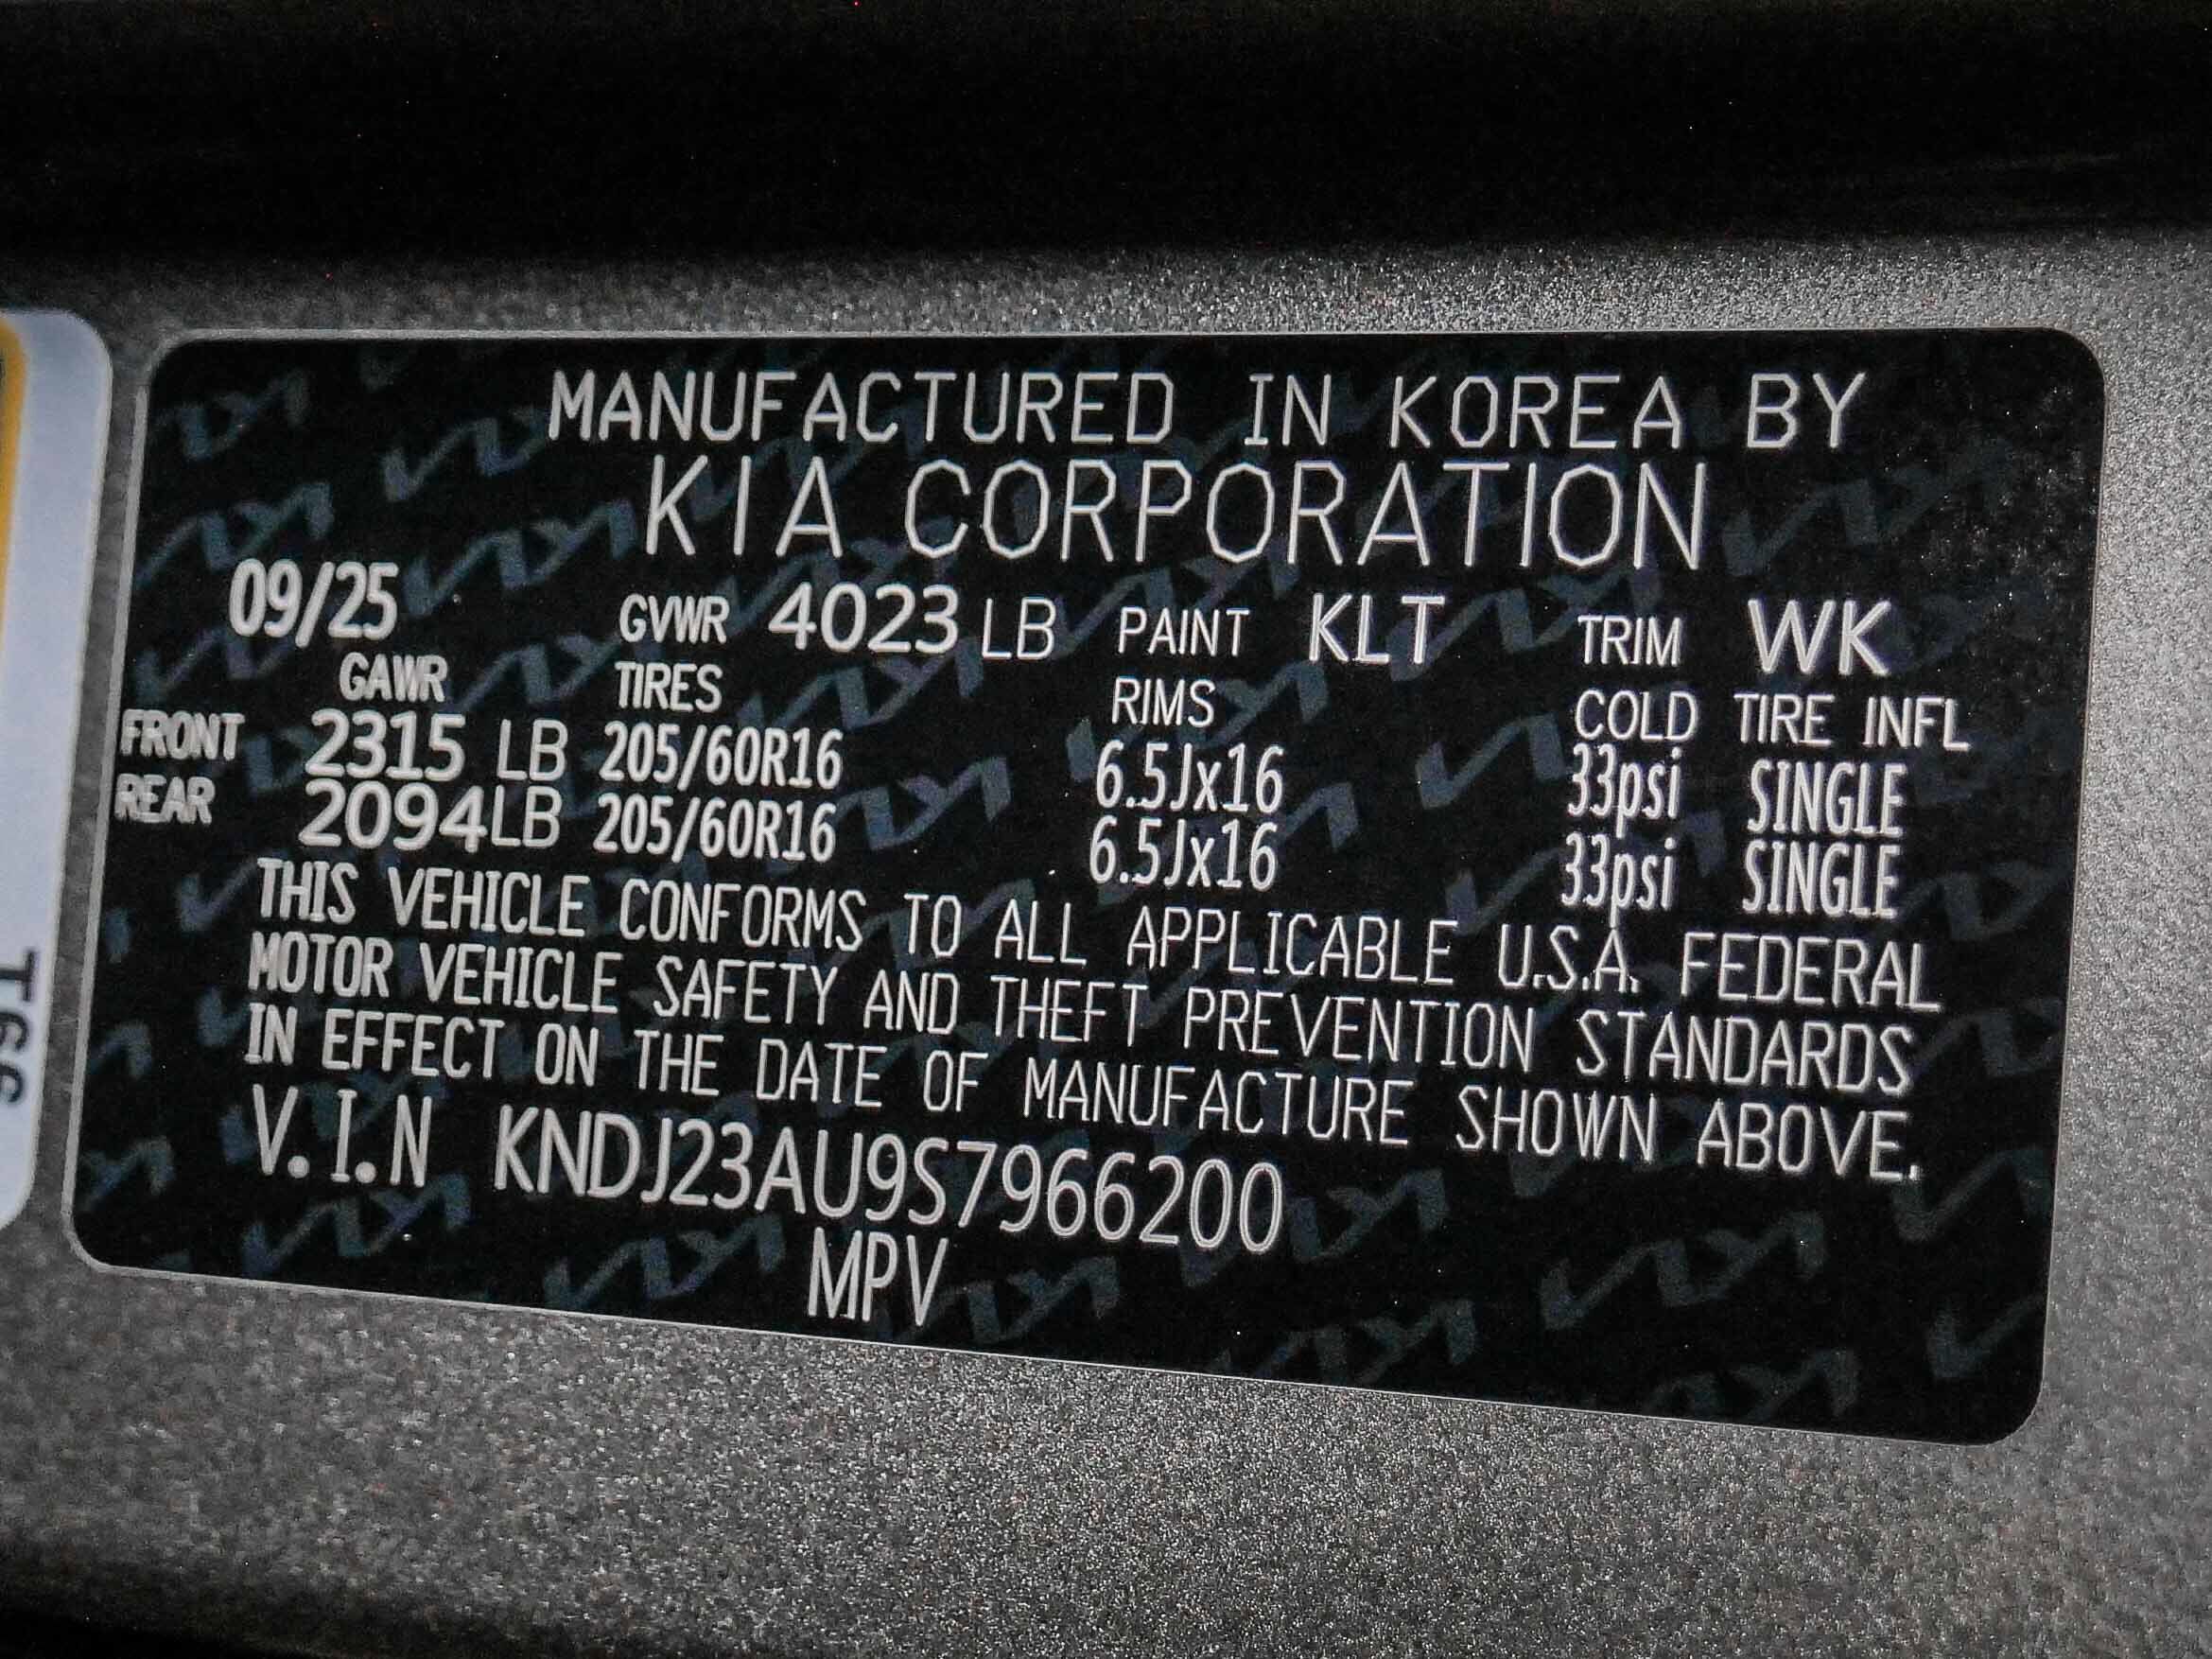 MANUFACTURED IN KOREA BY
KIA CORPORATION
09/25 GVWR 4023 LB PAINT KLT TRIM WK
GAWR TIRES RIMS COLD TIRE INFL
FRONT 2315 LB 205/60R16 6.5Jx16 33psi SINGLE
REAR 2094LB 205/60R16 6.5Jx16 33psi SINGLE
THIS VEHICLE CONFORMS TO ALL APPLICABLE U.S.A. FEDERAL
MOTOR VEHICLE SAFETY AND THEFT PREVENTION STANDARDS
IN EFFECT ON THE DATE OF MANUFACTURE SHOWN ABOVE.
V.I.N KNDJ23AU9S7966200
MPV